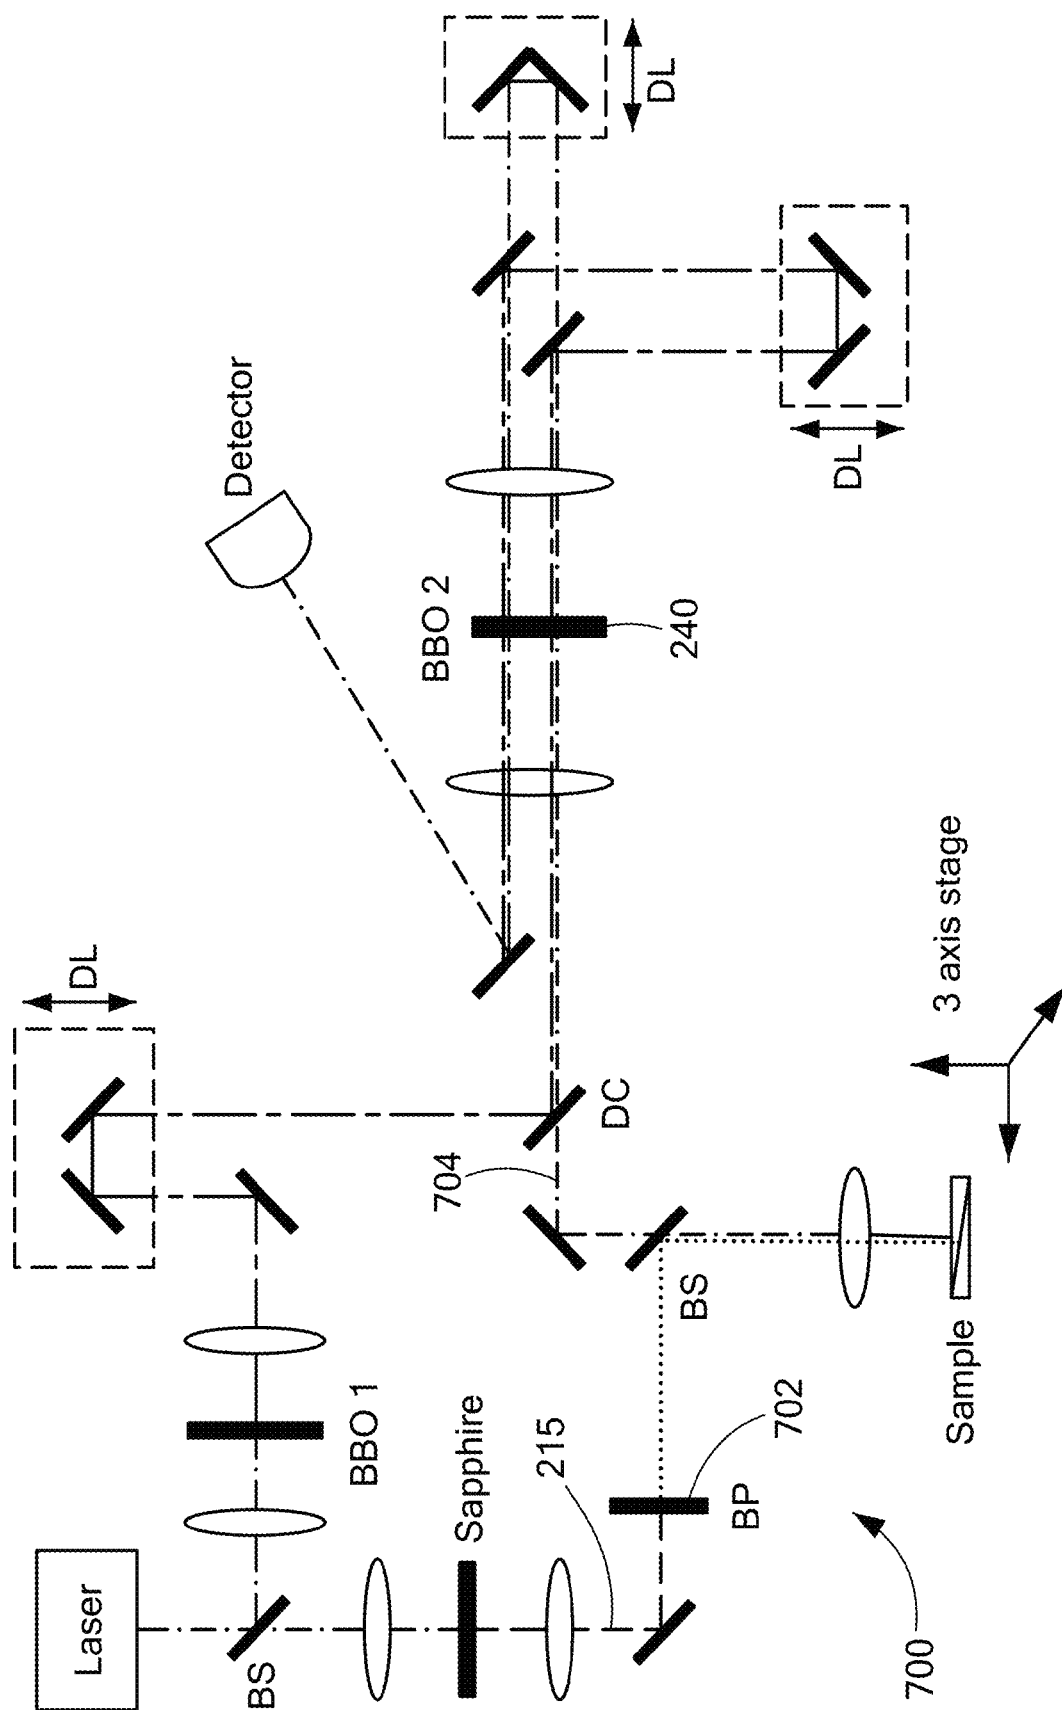 Laser
BS
BBO 1
Sapphire
215
BP
702
700
DL
704
DC
BS
Sample
3 axis stage
Detector
BBO 2
240
DL
DL